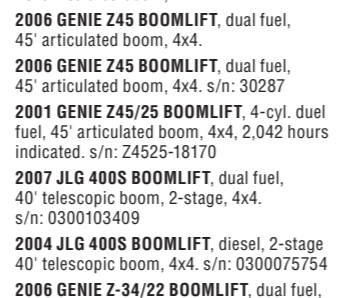 2006 GENIE Z45 BOOMLIFT, dual fuel,
45' articulated boom, 4x4.
2006 GENIE Z45 BOOMLIFT, dual fuel,
45' articulated boom, 4x4. s/n: 30287
2001 GENIE Z45/25 BOOMLIFT, 4-cyl. duel
fuel, 45' articulated boom, 4x4, 2,042 hours
indicated. s/n: Z4525-18170
2007 JLG 400S BOOMLIFT, dual fuel,
40' telescopic boom, 2-stage, 4x4.
s/n: 0300103409
2004 JLG 400S BOOMLIFT, diesel, 2-stage
40' telescopic boom, 4x4. s/n: 0300075754
2006 GENIE Z-34/22 BOOMLIFT, dual fuel,